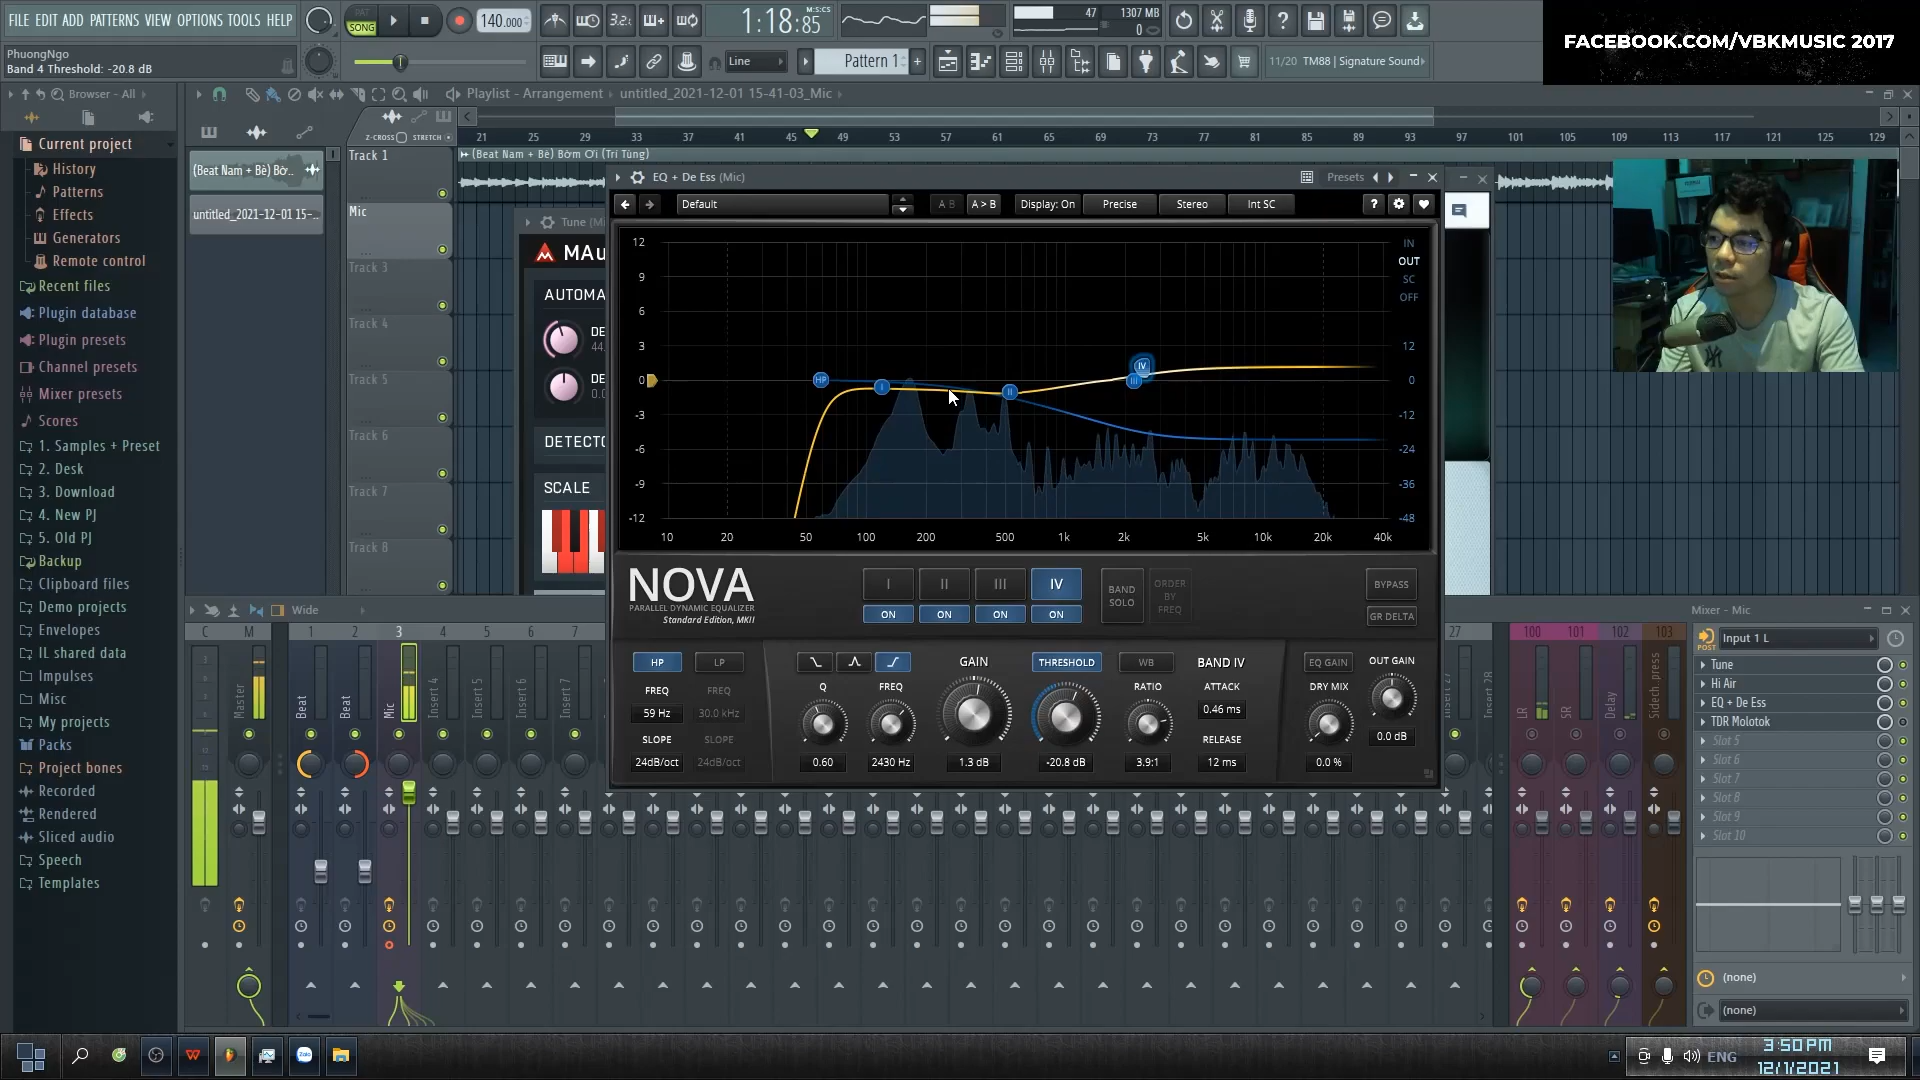 FILE EDIT ADD PATTERNS VIEW OPTIONS TOOLS HELP
PAT
SONG
140.000
3.2..
1:18:85
M:S:CS
47
1307 MB
0
FACEBOOK.COM/VBKMUSIC 2017
PhuongNgo
Band 4 Threshold: -20.8 dB
Line
Pattern 1
11/20 TM88 | Signature Sound
Browser - All
Playlist - Arrangement
untitled_2021-12-01 15-41-03_Mic
Z-CROSS STRETCH
21 25 29 33 37 41 45 49 53 57 61 65 69 73 77 81 85 89 93 97 101 105 109 113 117 121 125 129
Current project
History
Patterns
Effects
Generators
Remote control
Recent files
Plugin database
Plugin presets
Channel presets
Mixer presets
Scores
1. Samples + Preset
2. Desk
3. Download
4. New PJ
5. Old PJ
Backup
Clipboard files
Demo projects
Envelopes
IL shared data
Impulses
Misc
My projects
Packs
Project bones
Recorded
Rendered
Sliced audio
Speech
Templates
(Beat Nam + Bè) Bờ..
untitled_2021-12-01 15-..
Track 1
Mic
Track 3
Track 4
Track 5
Track 6
Track 7
Track 8
(Beat Nam + Bè) Bờm Ơi (Trí Tùng)
AUTOMA
DE
44.
DE
0.0
DETECTO
SCALE
EQ + De Ess (Mic)
Presets
Default
A B
A > B
Display: On
Precise
Stereo
Int SC
?
IN
OUT
SC
OFF
12
9
6
3
0
-3
-6
-9
-12
12
0
-12
-24
-36
-48
HP
I
II
III
IV
10 20 50 100 200 500 1k 2k 5k 10k 20k 40k
NOVA
PARALLEL DYNAMIC EQUALIZER
Standard Edition, MKII
I II III IV
ON ON ON ON
BAND SOLO
ORDER BY FREQ
BYPASS
GR DELTA
HP LP
FREQ FREQ
59 Hz 30.0 kHz
SLOPE SLOPE
24dB/oct 24dB/oct
Q
0.60
FREQ
2430 Hz
GAIN
1.3 dB
THRESHOLD
-20.8 dB
WB
RATIO
3.9:1
BAND IV
ATTACK
0.46 ms
RELEASE
12 ms
EQ GAIN
DRY MIX
0.0 %
OUT GAIN
0.0 dB
Wide
C M 1 2 3 4 5 6 7
27
100 101 102 103
Master
Beat
Beat
Mic
Insert 4
Insert 5
Insert 6
Insert 7
Insert 28
LR
SR
Delay
Mixer - Mic
POST
Input 1 L
Tune
Hi Air
EQ + De Ess
TDR Molotok
Slot 5
Slot 6
Slot 7
Slot 8
Slot 9
Slot 10
(none)
(none)
Zalo
ENG
3:50 PM
12/1/2021